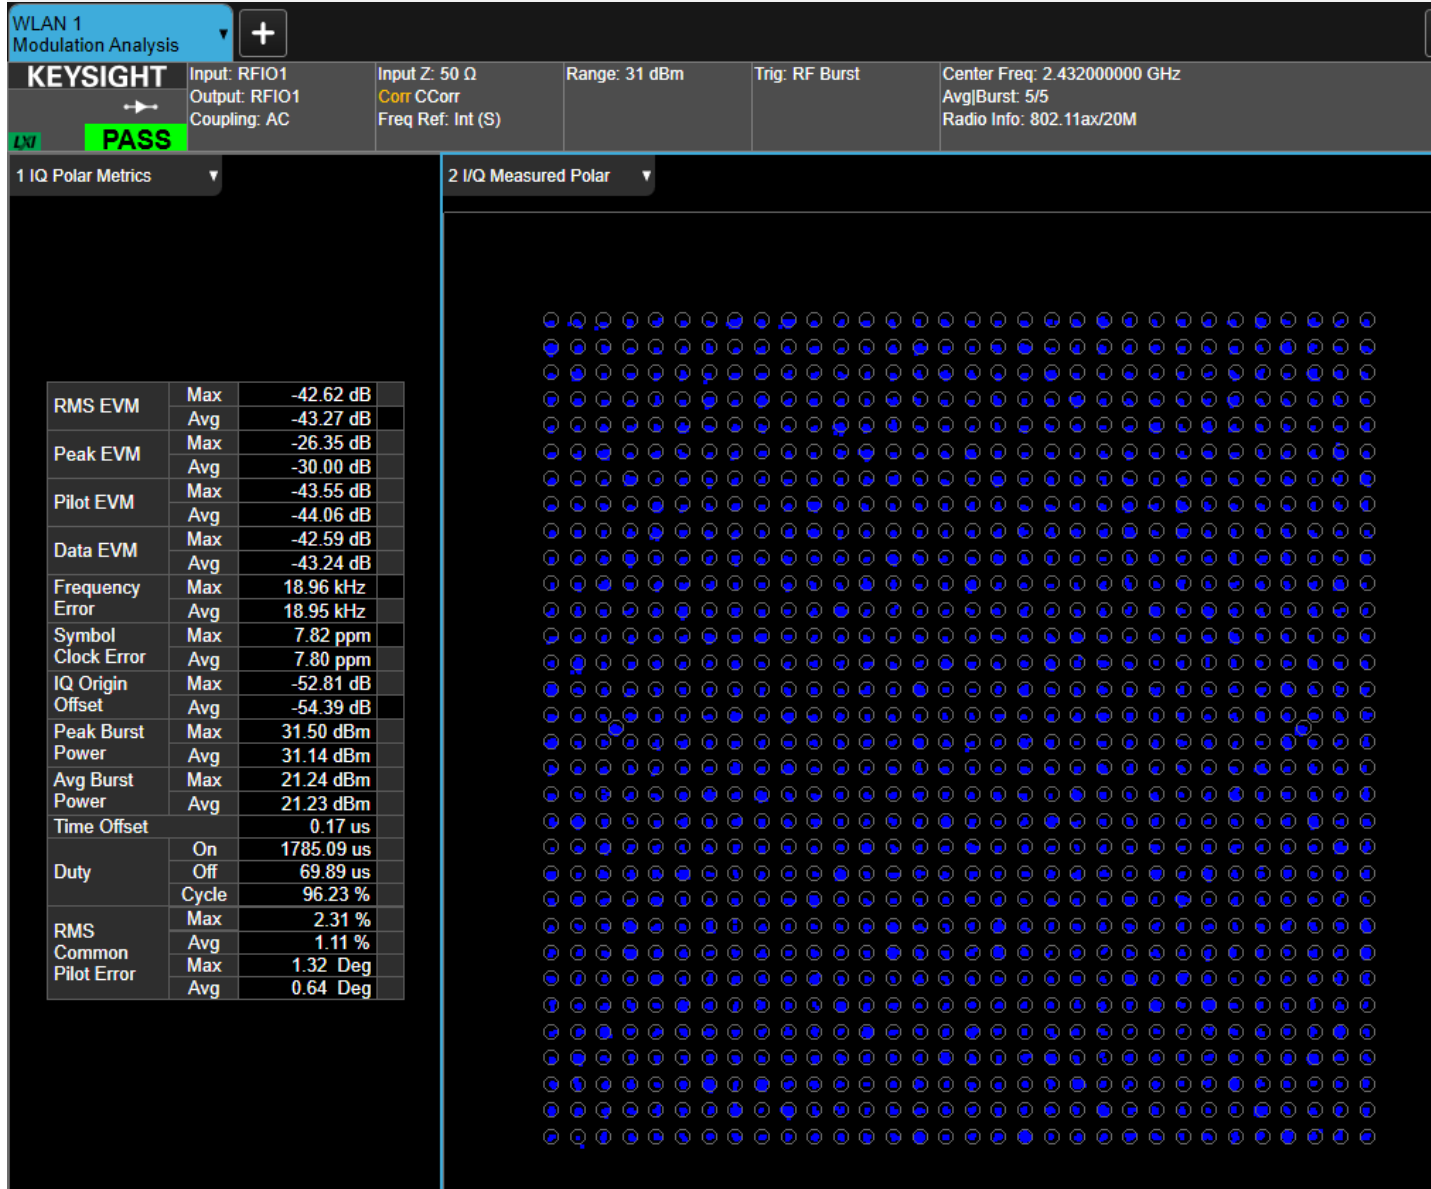 WLAN 1
Modulation Analysis
+
KEYSIGHT
LXI
PASS
Input: RFIO1
Output: RFIO1
Coupling: AC
Input Z: 50 Ω
Corr CCorr
Freq Ref: Int (S)
Range: 31 dBm
Trig: RF Burst
Center Freq: 2.432000000 GHz
Avg|Burst: 5/5
Radio Info: 802.11ax/20M
1 IQ Polar Metrics
2 I/Q Measured Polar
RMS EVM
Max -42.62 dB
Avg -43.27 dB
Peak EVM
Max -26.35 dB
Avg -30.00 dB
Pilot EVM
Max -43.55 dB
Avg -44.06 dB
Data EVM
Max -42.59 dB
Avg -43.24 dB
Frequency
Error
Max 18.96 kHz
Avg 18.95 kHz
Symbol
Clock Error
Max 7.82 ppm
Avg 7.80 ppm
IQ Origin
Offset
Max -52.81 dB
Avg -54.39 dB
Peak Burst
Power
Max 31.50 dBm
Avg 31.14 dBm
Avg Burst
Power
Max 21.24 dBm
Avg 21.23 dBm
Time Offset 0.17 us
Duty
On 1785.09 us
Off 69.89 us
Cycle 96.23 %
RMS
Common
Pilot Error
Max 2.31 %
Avg 1.11 %
Max 1.32 Deg
Avg 0.64 Deg